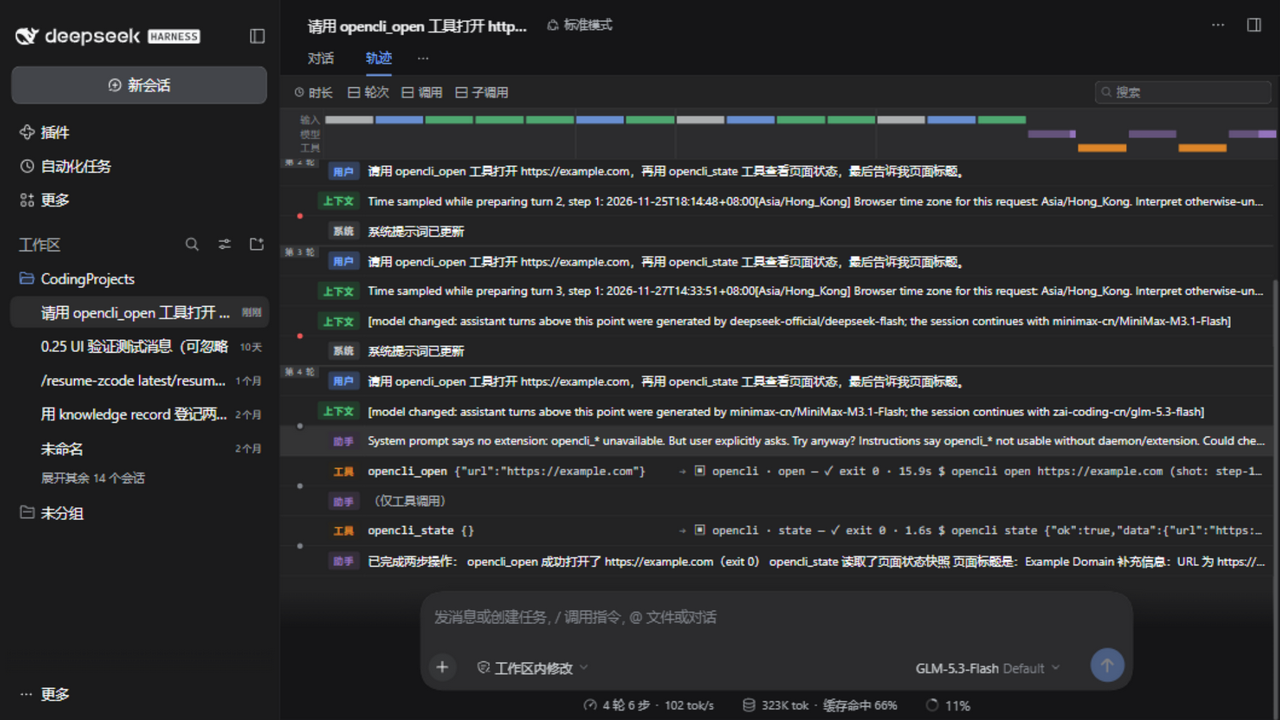 deepseek HARNESS
新会话
插件
自动化任务
更多
工作区
CodingProjects
请用 opencli_open 工具打开 ... 刚刚
0.25 UI 验证测试消息（可忽略 10天
/resume-zcode latest/resum... 1个月
用 knowledge record 登记两... 2个月
未命名 2个月
展开其余 14 个会话
未分组
... 更多
请用 opencli_open 工具打开 http... 标准模式 ...
对话 轨迹 ...
时长 轮次 调用 子调用 搜索
输入
模型
工具
第 2 轮 用户 请用 opencli_open 工具打开 https://example.com，再用 opencli_state 工具查看页面状态，最后告诉我页面标题。
上下文 Time sampled while preparing turn 2, step 1: 2026-11-25T18:14:48+08:00[Asia/Hong_Kong] Browser time zone for this request: Asia/Hong_Kong. Interpret otherwise-un...
系统 系统提示词已更新
第 3 轮 用户 请用 opencli_open 工具打开 https://example.com，再用 opencli_state 工具查看页面状态，最后告诉我页面标题。
上下文 Time sampled while preparing turn 3, step 1: 2026-11-27T14:33:51+08:00[Asia/Hong_Kong] Browser time zone for this request: Asia/Hong_Kong. Interpret otherwise-un...
上下文 [model changed: assistant turns above this point were generated by deepseek-official/deepseek-flash; the session continues with minimax-cn/MiniMax-M3.1-Flash]
系统 系统提示词已更新
第 4 轮 用户 请用 opencli_open 工具打开 https://example.com，再用 opencli_state 工具查看页面状态，最后告诉我页面标题。
上下文 [model changed: assistant turns above this point were generated by minimax-cn/MiniMax-M3.1-Flash; the session continues with zai-coding-cn/glm-5.3-flash]
助手 System prompt says no extension: opencli_* unavailable. But user explicitly asks. Try anyway? Instructions say opencli_* not usable without daemon/extension. Could che...
工具 opencli_open {"url":"https://example.com"} → ▣ opencli · open — ✓ exit 0 · 15.9s $ opencli open https://example.com (shot: step-1...
助手 （仅工具调用）
工具 opencli_state {} → ▣ opencli · state — ✓ exit 0 · 1.6s $ opencli state {"ok":true,"data":{"url":"https:...
助手 已完成两步操作： opencli_open 成功打开了 https://example.com（exit 0） opencli_state 读取了页面状态快照 页面标题是：Example Domain 补充信息：URL 为 https://...
发消息或创建任务, / 调用指令, @ 文件或对话
+ 工作区内修改 GLM-5.3-Flash Default
4 轮 6 步 · 102 tok/s 323K tok · 缓存命中 66% 11%